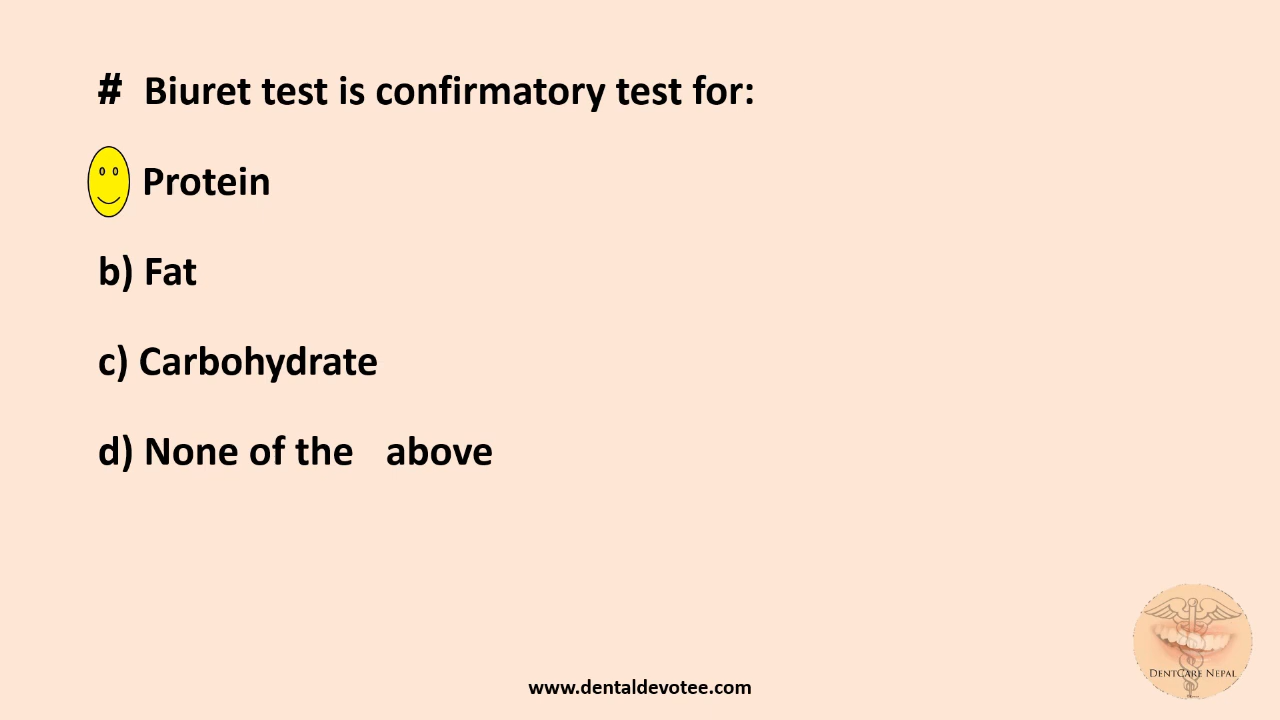 # Biuret test is confirmatory test for:
Protein
b) Fat
c) Carbohydrate
d) None of the above
DentCare Nepal
www.dentaldevotee.com